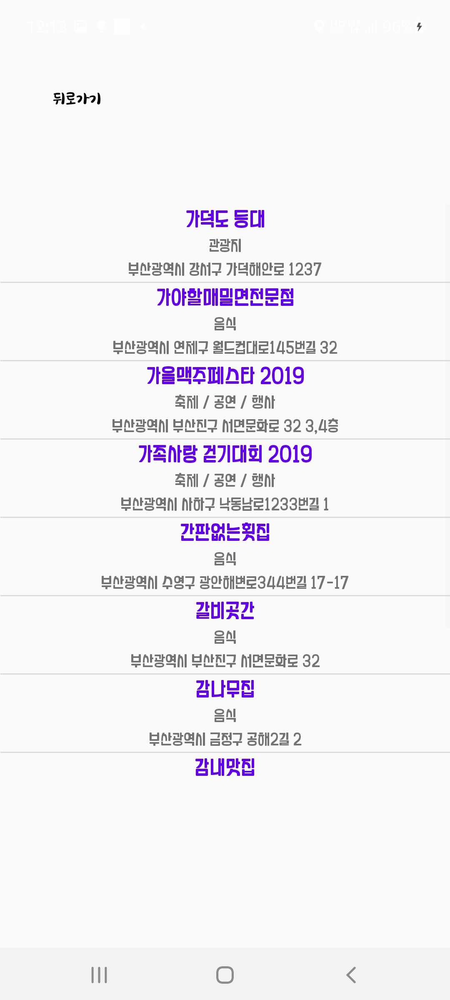 12:13
HD LTE 96%
뒤로가기
가덕도 등대
관광지
부산광역시 강서구 가덕해안로 1237
가야할매밀면전문점
음식
부산광역시 연제구 월드컵대로145번길 32
가을맥주페스타 2019
축제 / 공연 / 행사
부산광역시 부산진구 서면문화로 32 3,4층
가족사랑 걷기대회 2019
축제 / 공연 / 행사
부산광역시 사하구 낙동남로1233번길 1
간판없는횟집
음식
부산광역시 수영구 광안해변로344번길 17-17
갈비곳간
음식
부산광역시 부산진구 서면문화로 32
감나무집
음식
부산광역시 금정구 공해2길 2
감내맛집